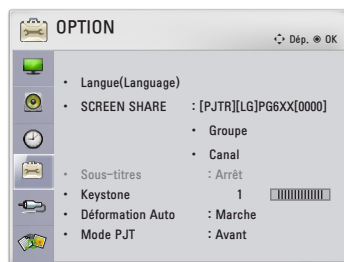 OPTION
Dép. OK
• Langue(Language)
• SCREEN SHARE : [PJTR][LG]PG6XX[0000]
• Groupe
• Canal
• Sous-titres : Arrêt
• Keystone 1
• Déformation Auto : Marche
• Mode PJT : Avant